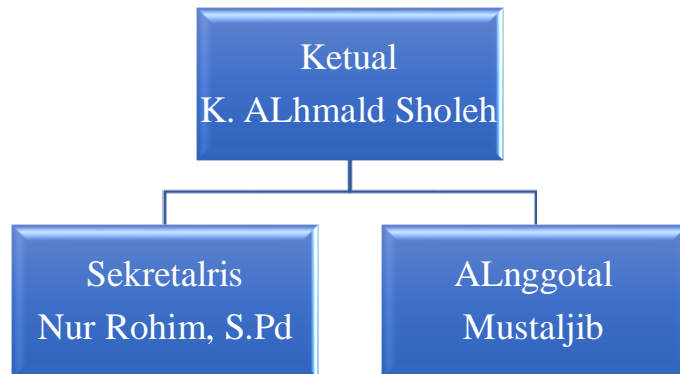 Ketual
K. ALhmald Sholeh
Sekretalris
Nur Rohim, S.Pd
ALnggotal
Mustaljib